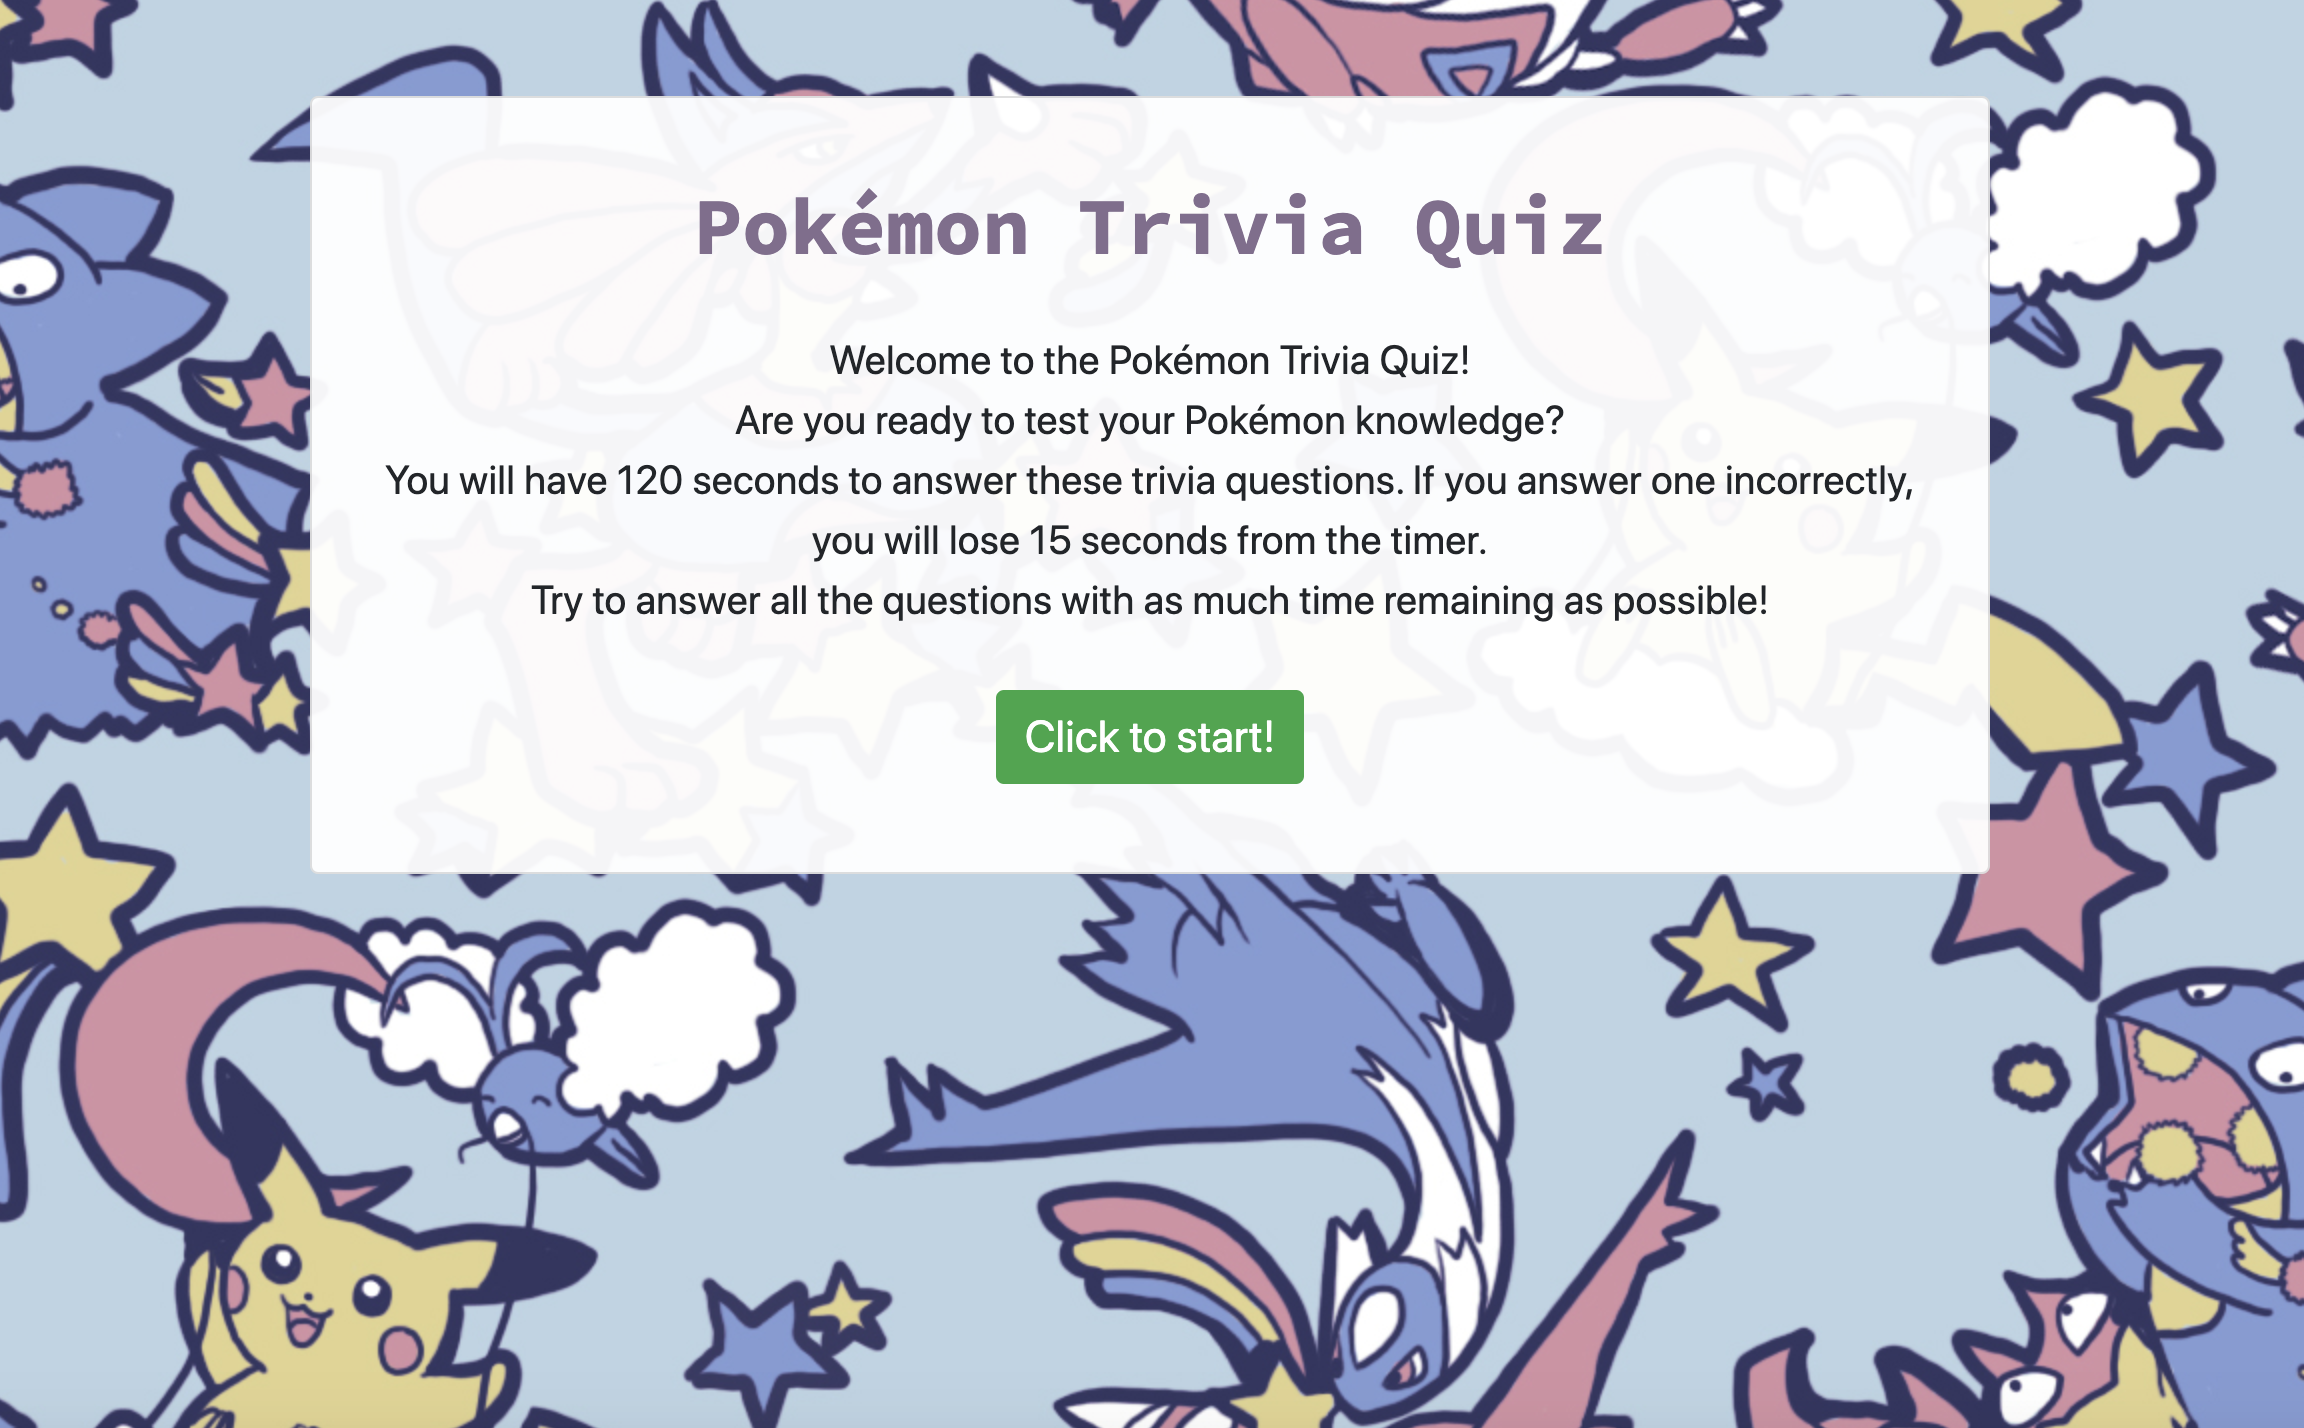 Pokémon Trivia Quiz
Welcome to the Pokémon Trivia Quiz!
Are you ready to test your Pokémon knowledge?
You will have 120 seconds to answer these trivia questions. If you answer one incorrectly,
you will lose 15 seconds from the timer.
Try to answer all the questions with as much time remaining as possible!
Click to start!